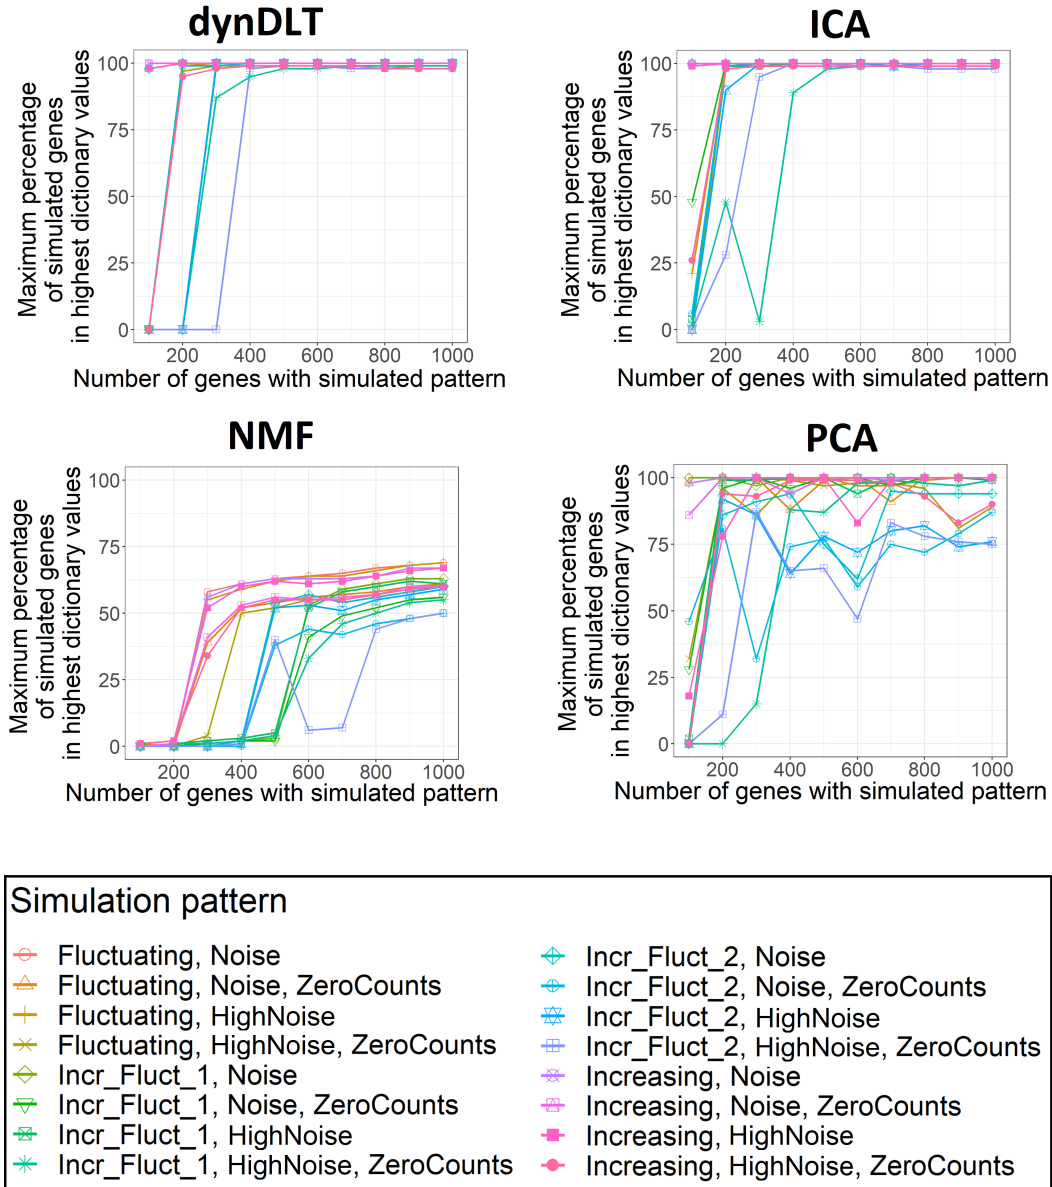 dynDLT
Maximum percentage
of simulated genes
in highest dictionary values
100
75
50
25
0
200 400 600 800 1000
Number of genes with simulated pattern
ICA
Maximum percentage
of simulated genes
in highest dictionary values
100
75
50
25
0
200 400 600 800 1000
Number of genes with simulated pattern
NMF
Maximum percentage
of simulated genes
in highest dictionary values
100
75
50
25
0
200 400 600 800 1000
Number of genes with simulated pattern
PCA
Maximum percentage
of simulated genes
in highest dictionary values
100
75
50
25
0
200 400 600 800 1000
Number of genes with simulated pattern
Simulation pattern
Fluctuating, Noise
Fluctuating, Noise, ZeroCounts
Fluctuating, HighNoise
Fluctuating, HighNoise, ZeroCounts
Incr_Fluct_1, Noise
Incr_Fluct_1, Noise, ZeroCounts
Incr_Fluct_1, HighNoise
Incr_Fluct_1, HighNoise, ZeroCounts
Incr_Fluct_2, Noise
Incr_Fluct_2, Noise, ZeroCounts
Incr_Fluct_2, HighNoise
Incr_Fluct_2, HighNoise, ZeroCounts
Increasing, Noise
Increasing, Noise, ZeroCounts
Increasing, HighNoise
Increasing, HighNoise, ZeroCounts